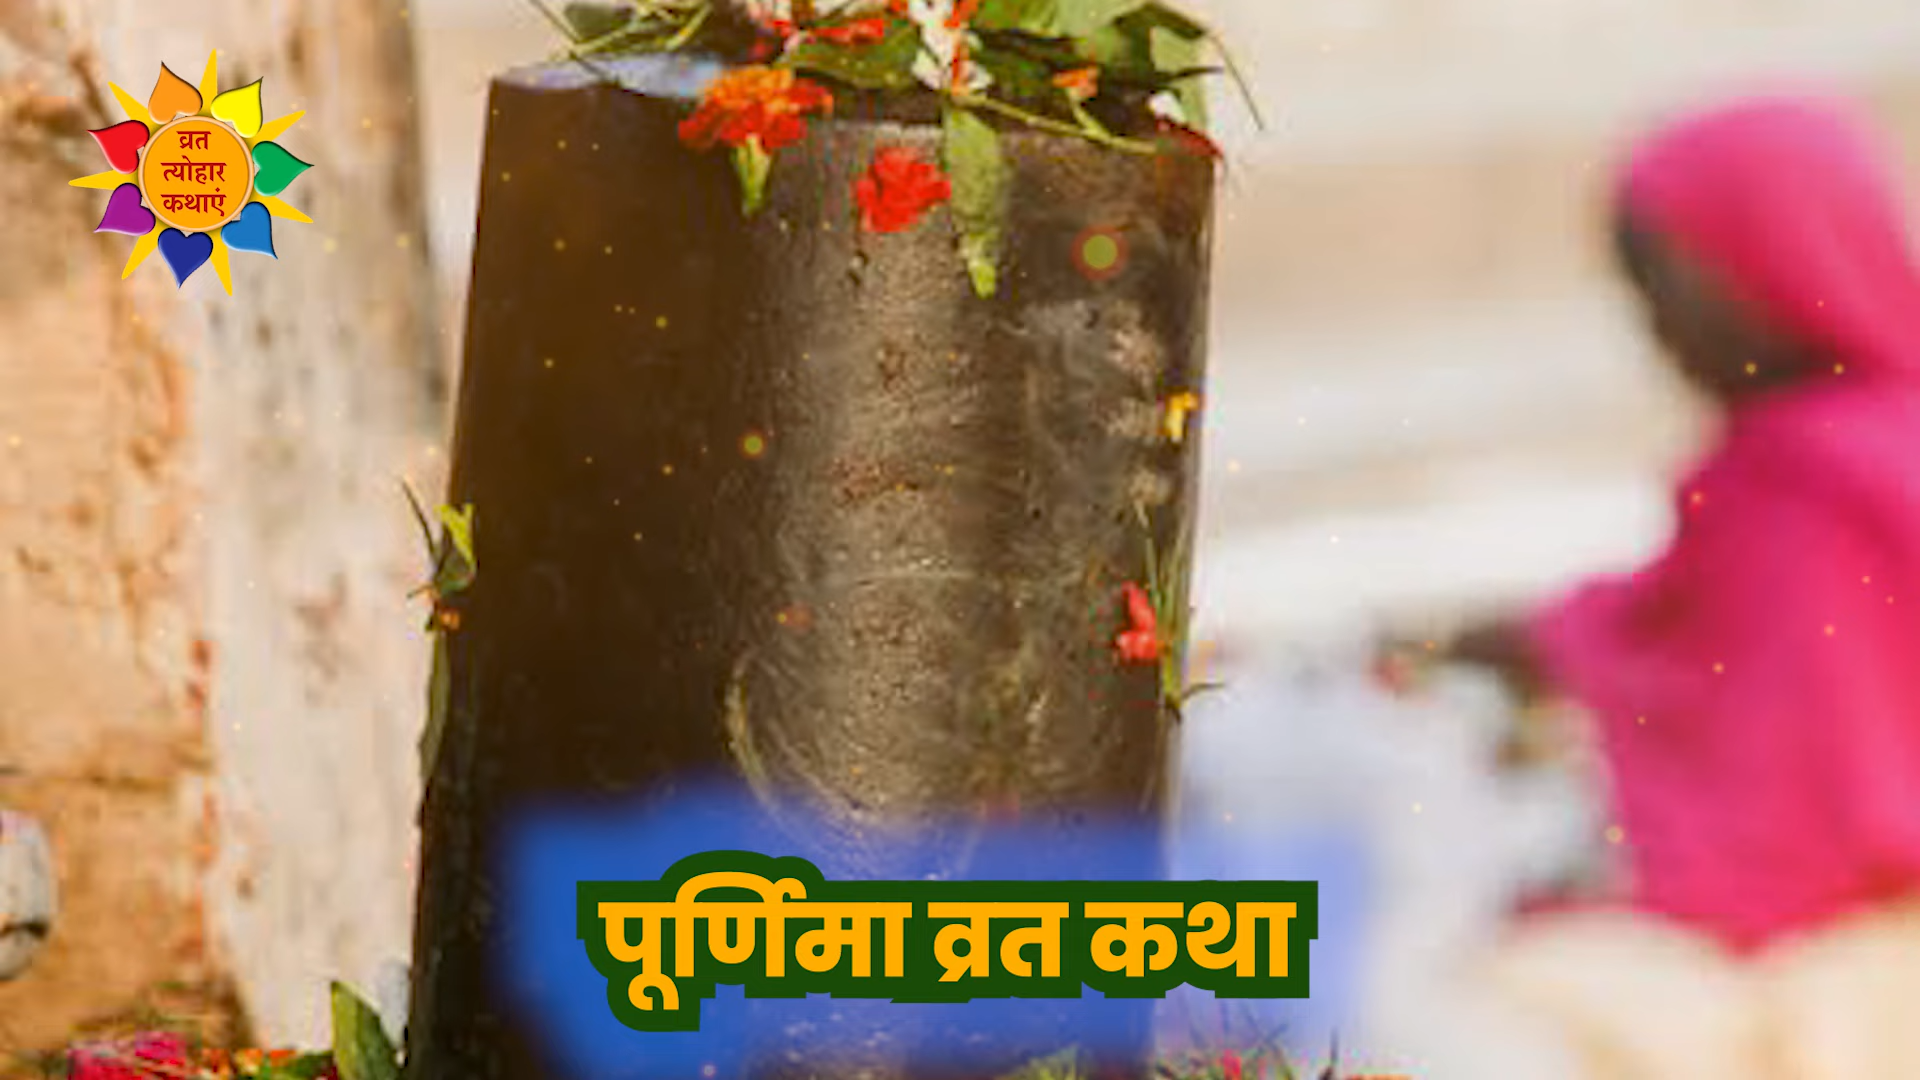 व्रत
त्योहार
कथाएं
पूर्णिमा व्रत कथा